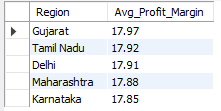 Region Avg_Profit_Margin
Gujarat 17.97
Tamil Nadu 17.92
Delhi 17.91
Maharashtra 17.88
Karnataka 17.85